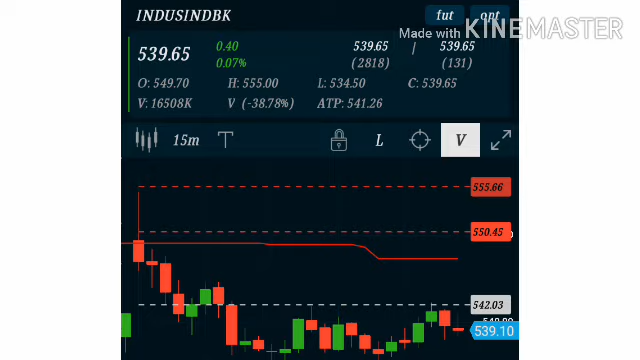 INDUSINDBK
fut opt
Made with KINEMASTER
539.65 0.40 539.65 | 539.65
0.07% (2818) (131)
O: 549.70 H: 555.00 L: 534.50 C: 539.65
V: 16508K V (-38.78%) ATP: 541.26
15m T L V
555.66
550.45
542.03
539.10